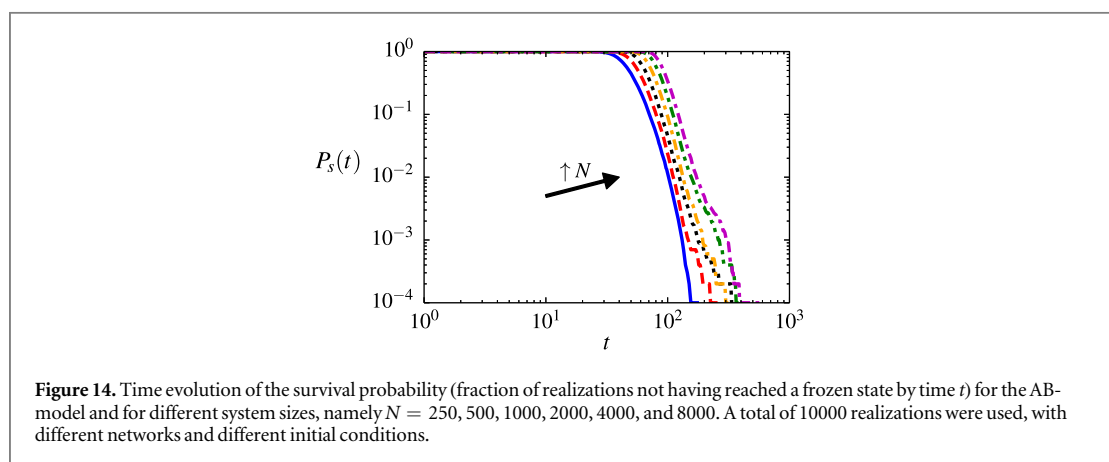 10^0
10^-1
P_s(t)
10^-2
↑ N
10^-3
10^-4
10^0 10^1 10^2 10^3
t
Figure 14. Time evolution of the survival probability (fraction of realizations not having reached a frozen state by time t) for the AB-
model and for different system sizes, namely N = 250, 500, 1000, 2000, 4000, and 8000. A total of 10000 realizations were used, with
different networks and different initial conditions.